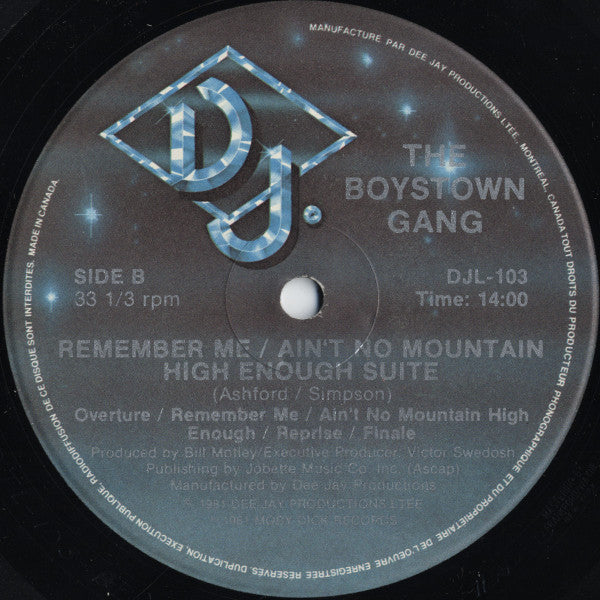 MANUFACTURE PAR DEE JAY PRODUCTIONS LTEE. MONTREAL, CANADA. TOUT DROITS DU PRODUCTEUR PHONOGRAPHIQUE ET DU PROPRIETAIRE DE L'OEUVRE ENREGISTREE RESERVES, DUPLICATION, EXECUTION PUBLIQUE, RADIODIFFUSION DE CE DISQUE SONT INTERDITES. MADE IN CANADA.
DJ.
THE
BOYSTOWN
GANG
SIDE B
33 1/3 rpm
DJL-103
Time: 14:00
REMEMBER ME / AIN'T NO MOUNTAIN
HIGH ENOUGH SUITE
(Ashford / Simpson)
Overture / Remember Me / Ain't No Mountain High
Enough / Reprise / Finale
Produced by Bill Motley/Executive Producer: Victor Swedosh
Publishing by Jobette Music Co. Inc. (Ascap)
Manufactured by Dee Jay Productions
1981 DEE JAY PRODUCTIONS LTEE
1981 MOBY DICK RECORDS